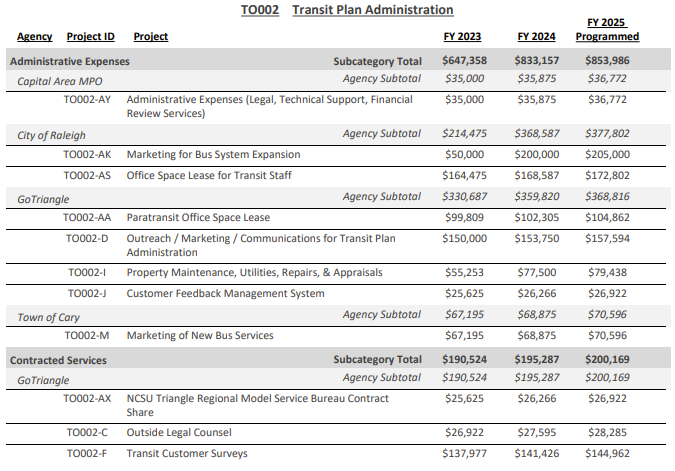 TO002 Transit Plan Administration
FY 2025
Agency Project ID Project FY 2023 FY 2024 Programmed
Administrative Expenses Subcategory Total $647,358 $833,157 $853,986
Capital Area MPO Agency Subtotal $35,000 $35,875 $36,772
TO002-AY Administrative Expenses (Legal, Technical Support, Financial $35,000 $35,875 $36,772
Review Services)
City of Raleigh Agency Subtotal $214,475 $368,587 $377,802
TO002-AK Marketing for Bus System Expansion $50,000 $200,000 $205,000
TO002-AS Office Space Lease for Transit Staff $164,475 $168,587 $172,802
GoTriangle Agency Subtotal $330,687 $359,820 $368,816
TO002-AA Paratransit Office Space Lease $99,809 $102,305 $104,862
TO002-D Outreach / Marketing / Communications for Transit Plan $150,000 $153,750 $157,594
Administration
TO002-I Property Maintenance, Utilities, Repairs, & Appraisals $55,253 $77,500 $79,438
TO002-J Customer Feedback Management System $25,625 $26,266 $26,922
Town of Cary Agency Subtotal $67,195 $68,875 $70,596
TO002-M Marketing of New Bus Services $67,195 $68,875 $70,596
Contracted Services Subcategory Total $190,524 $195,287 $200,169
GoTriangle Agency Subtotal $190,524 $195,287 $200,169
TO002-AX NCSU Triangle Regional Model Service Bureau Contract $25,625 $26,266 $26,922
Share
TO002-C Outside Legal Counsel $26,922 $27,595 $28,285
TO002-F Transit Customer Surveys $137,977 $141,426 $144,962